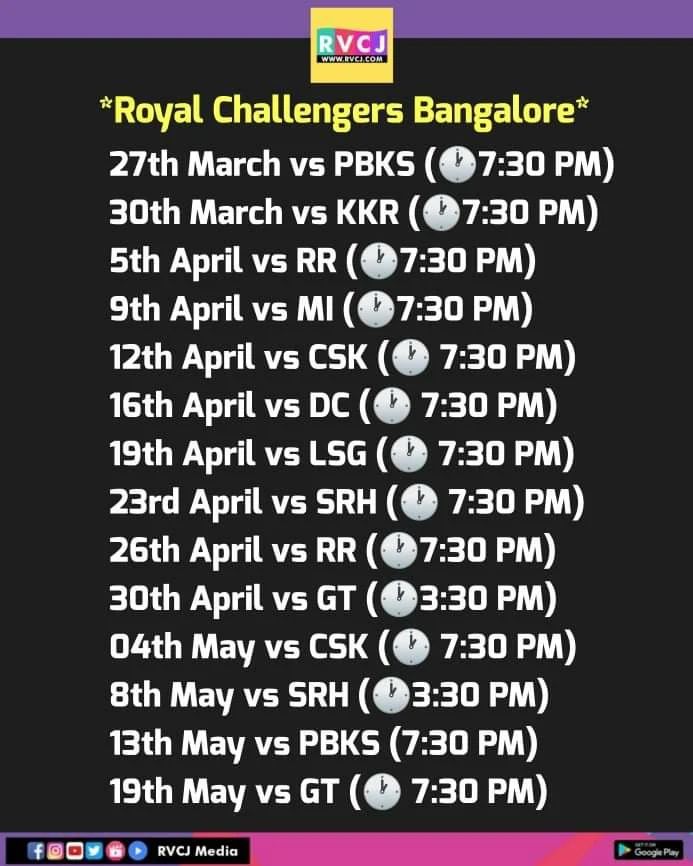 RVCJ
WWW.RVCJ.COM
*Royal Challengers Bangalore*
27th March vs PBKS (🕐7:30 PM)
30th March vs KKR (🕐7:30 PM)
5th April vs RR (🕐7:30 PM)
9th April vs MI (🕐7:30 PM)
12th April vs CSK (🕐 7:30 PM)
16th April vs DC (🕐 7:30 PM)
19th April vs LSG (🕐 7:30 PM)
23rd April vs SRH (🕐 7:30 PM)
26th April vs RR (🕐7:30 PM)
30th April vs GT (🕐3:30 PM)
04th May vs CSK (🕐 7:30 PM)
8th May vs SRH (🕐3:30 PM)
13th May vs PBKS (7:30 PM)
19th May vs GT (🕐 7:30 PM)
RVCJ Media
GET IT ON
Google Play